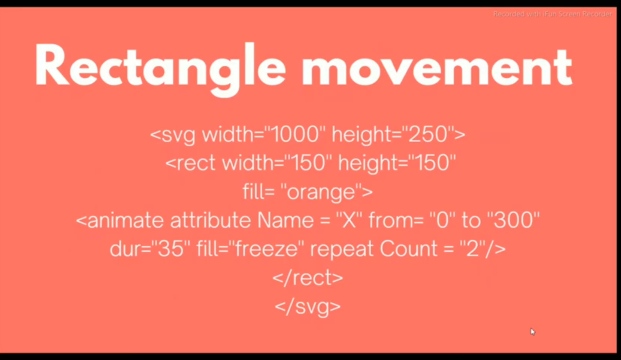 Recorded with iTop Screen Recorder
Rectangle movement
<svg width="1000" height="250">
<rect width="150" height="150"
fill= "orange">
<animate attribute Name = "X" from= "0" to "300"
dur="35" fill="freeze" repeat Count = "2"/>
</rect>
</svg>